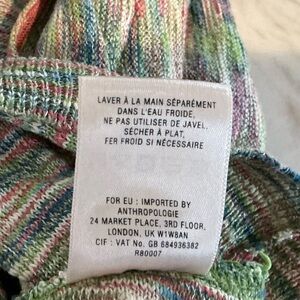 LAVER À LA MAIN SÉPARÉMENT
DANS L'EAU FROIDE,
NE PAS UTILISER DE JAVEL,
SÉCHER À PLAT,
FER FROID SI NÉCESSAIRE
FOR EU : IMPORTED BY
ANTHROPOLOGIE
24 MARKET PLACE, 3RD FLOOR,
LONDON, UK W1W8AN
CIF : VAT No. GB 684936382
R80007